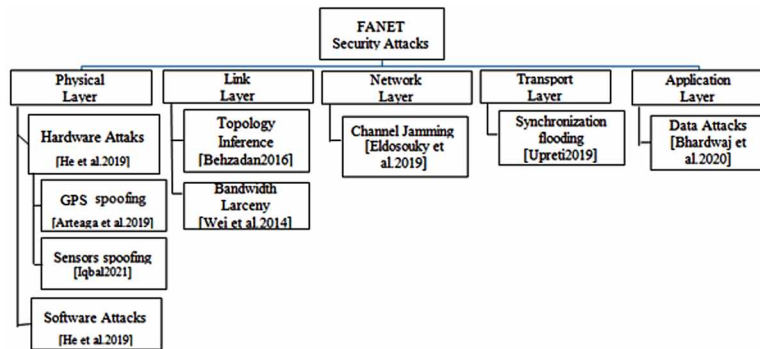 FANET
Security Attacks
Physical
Layer
Hardware Attaks
[He et al.2019]
GPS spoofing
[Arteaga et al.2019]
Sensors spoofing
[Iqbal2021]
Software Attacks
[He et al.2019]
Link
Layer
Topology
Inference
[Behzadan2016]
Bandwidth
Larceny
[Wei et al.2014]
Network
Layer
Channel Jamming
[Eldosouky et
al.2019]
Transport
Layer
Synchronization
flooding
[Upreti2019]
Application
Layer
Data Attacks
[Bhardwaj et
al.2020]